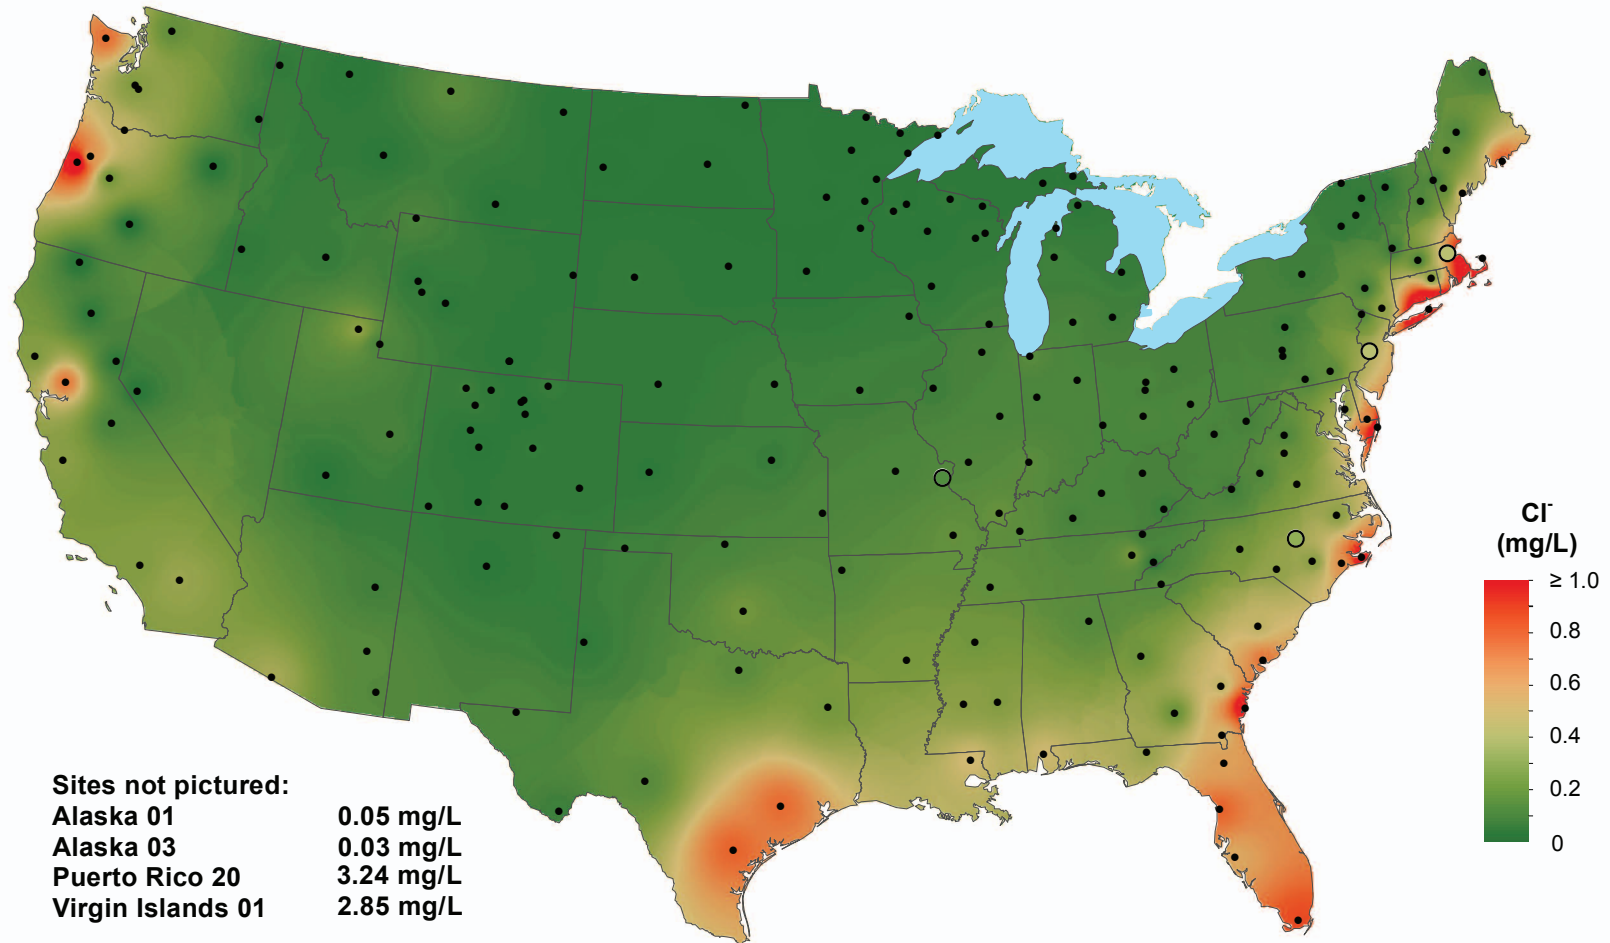 Cl-
(mg/L)
≥ 1.0
0.8
0.6
0.4
0.2
0
Sites not pictured:
Alaska 01 0.05 mg/L
Alaska 03 0.03 mg/L
Puerto Rico 20 3.24 mg/L
Virgin Islands 01 2.85 mg/L